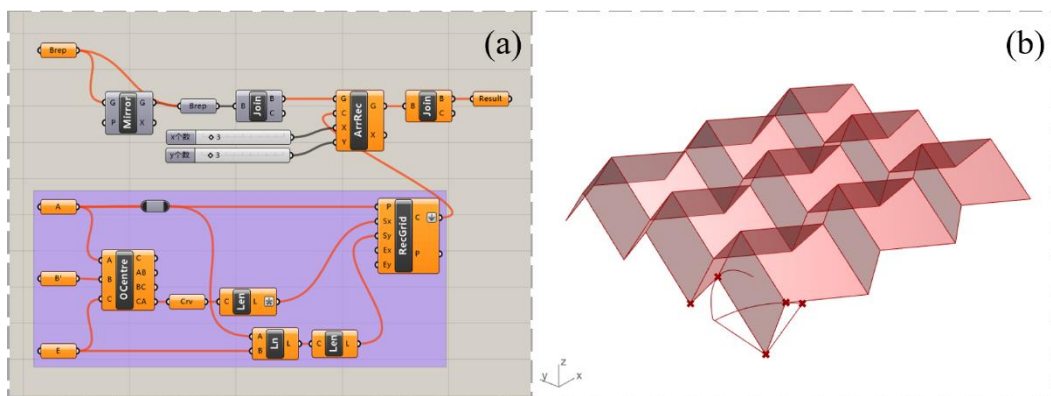 (a)
Brep
G
P
Mirror
G
X
Brep
B
Join
B
C
G
C
X
Y
ArrRec
G
X
B
Join
B
C
Result
x个数 3
y个数 3
A
B'
E
A
B
C
OCentre
C
AB
BC
CA
Crv
C
Len
L
A
B
Ln
L
C
Len
L
P
Sx
Sy
Ex
Ey
RecGrid
C
P
(b)
z
y
x